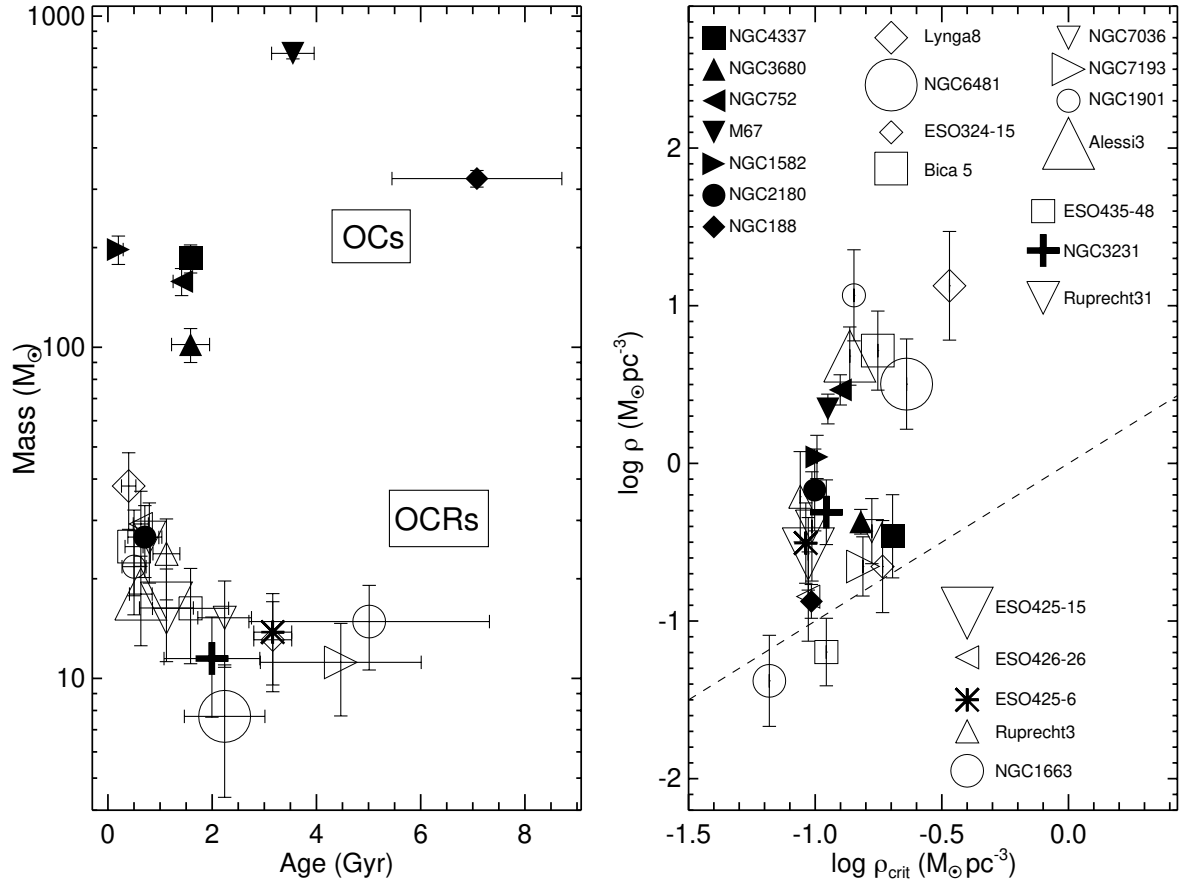 1000
100
10
Mass (M☉)
OCs
OCRs
0 2 4 6 8
Age (Gyr)
NGC4337
NGC3680
NGC752
M67
NGC1582
NGC2180
NGC188
Lynga8
NGC6481
ESO324-15
Bica 5
NGC7036
NGC7193
NGC1901
Alessi3
ESO435-48
NGC3231
Ruprecht31
ESO425-15
ESO426-26
ESO425-6
Ruprecht3
NGC1663
2
1
0
-1
-2
log ρ (M☉pc⁻³)
-1.5 -1.0 -0.5 0.0
log ρcrit (M☉pc⁻³)